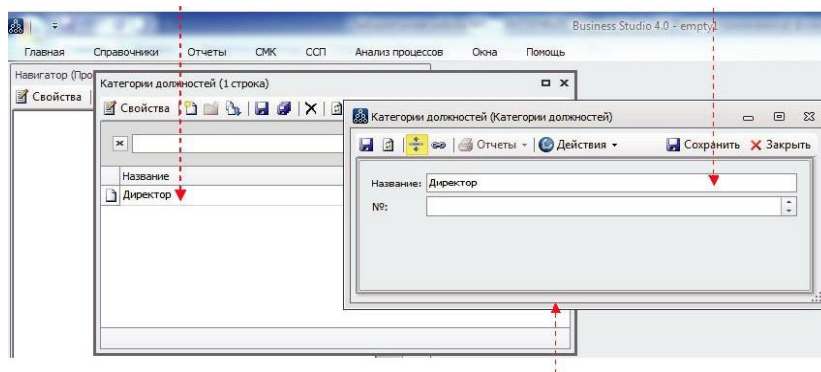 Business Studio 4.0 - empty1
Главная Справочники Отчеты СМК ССП Анализ процессов Окна Помощь
Навигатор (Про
Свойства
Категории должностей (1 строка)
Свойства
Название
Директор
Категории должностей (Категории должностей)
Отчеты Действия Сохранить Закрыть
Название: Директор
№: